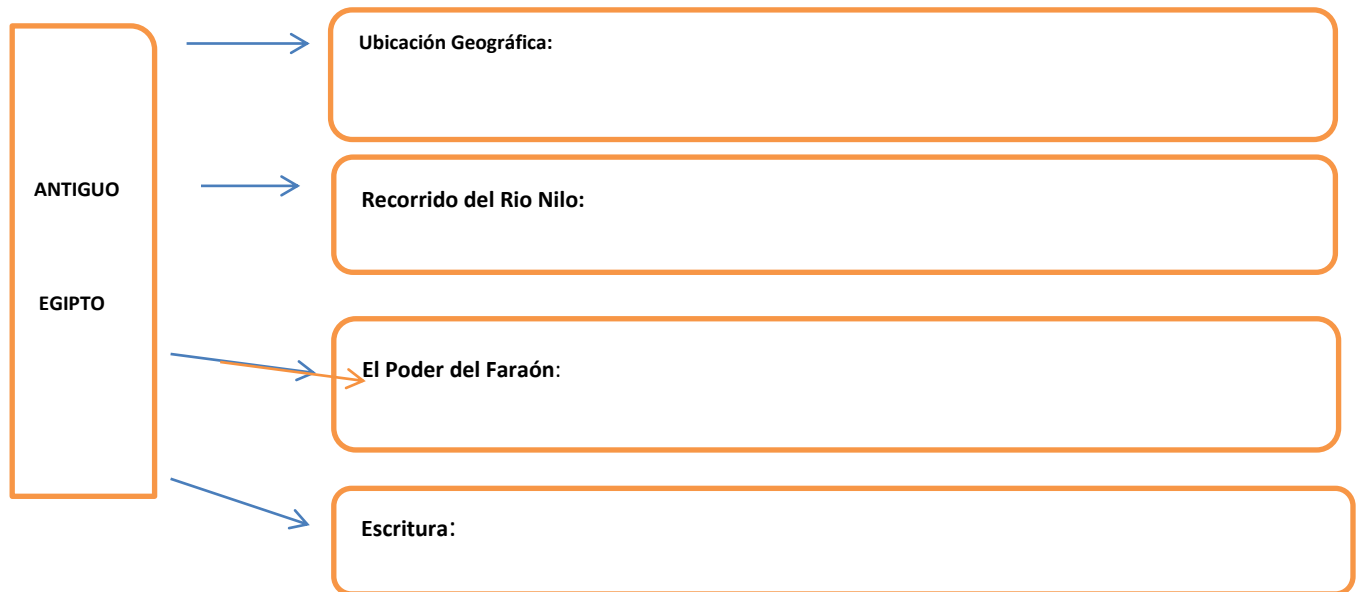 ANTIGUO
EGIPTO
Ubicación Geográfica:
Recorrido del Rio Nilo:
El Poder del Faraón:
Escritura: